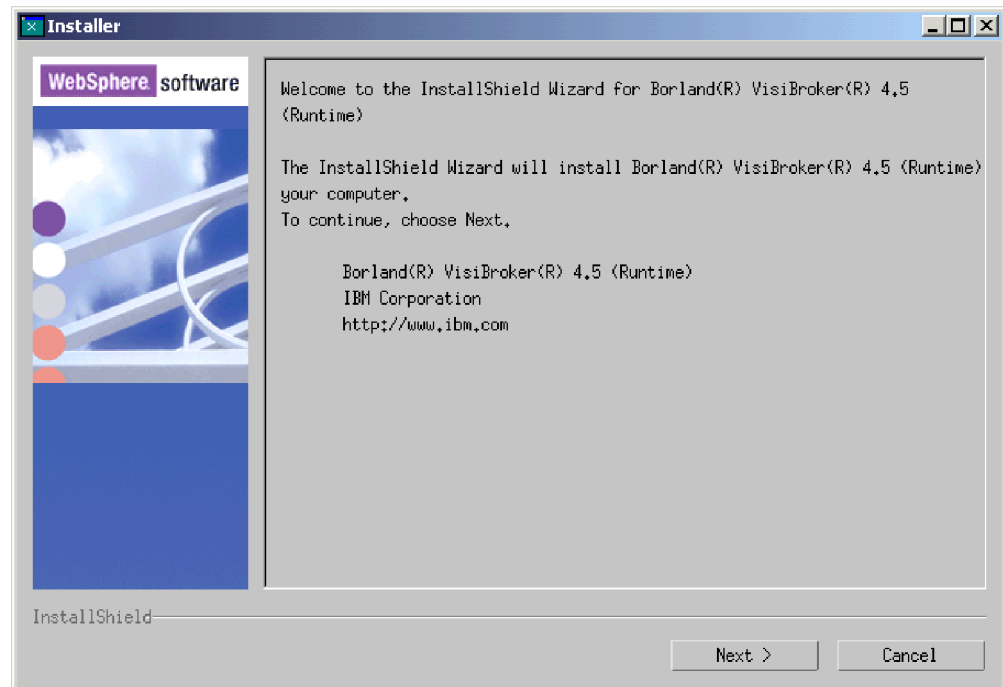 Installer
WebSphere software
Welcome to the InstallShield Wizard for Borland(R) VisiBroker(R) 4.5
(Runtime)
The InstallShield Wizard will install Borland(R) VisiBroker(R) 4.5 (Runtime)
your computer.
To continue, choose Next.
Borland(R) VisiBroker(R) 4.5 (Runtime)
IBM Corporation
http://www.ibm.com
InstallShield
Next >
Cancel